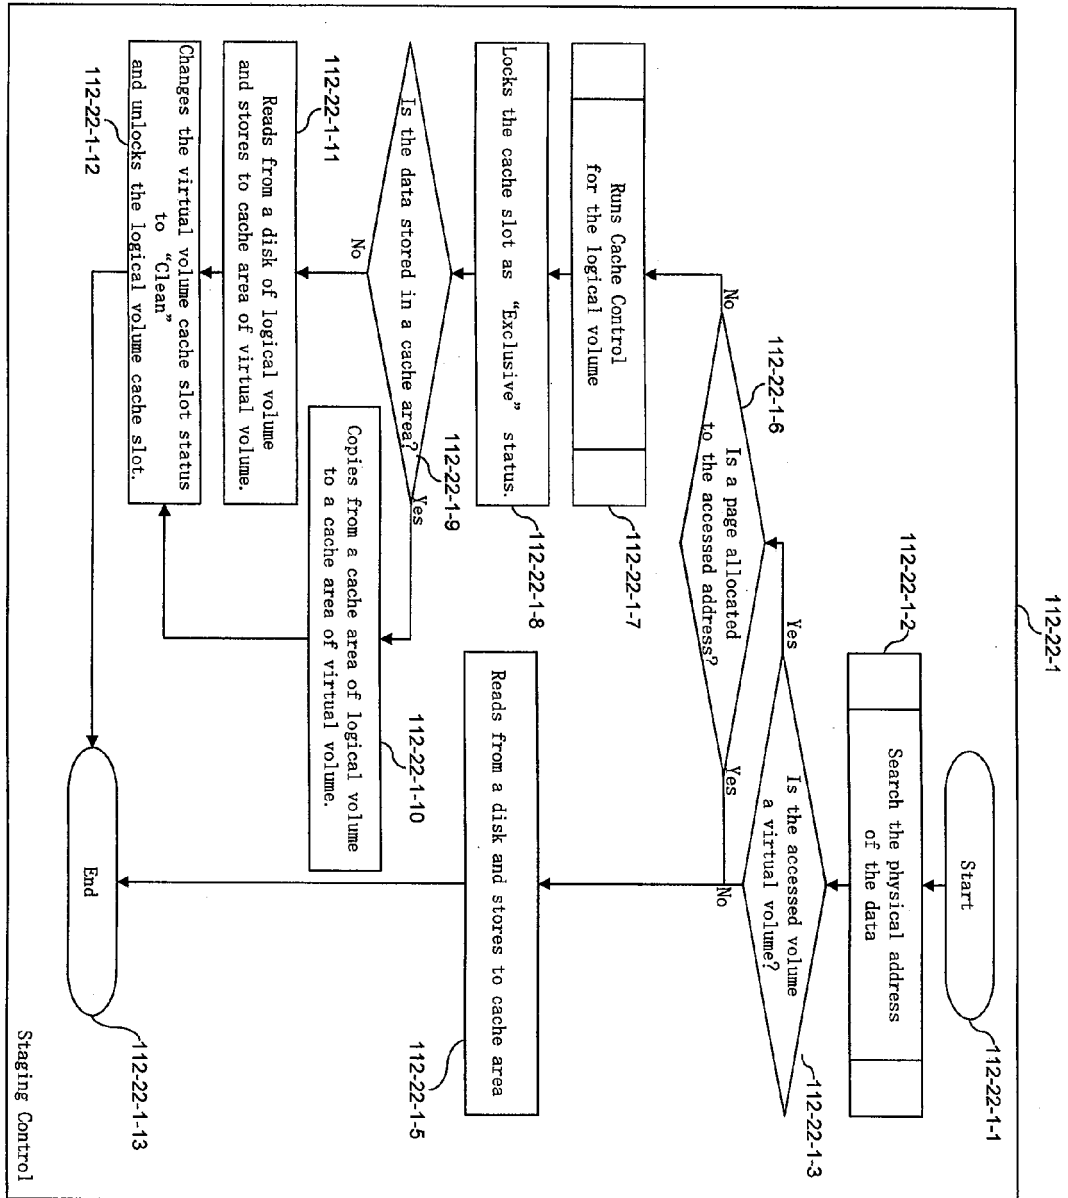 112-22-1
Start
112-22-1-1
112-22-1-2
Search the physical address
of the data
Is the accessed volume
a virtual volume?
112-22-1-3
Yes
No
112-22-1-6
Is a page allocated
to the accessed address?
No
Yes
Runs Cache Control
for the logical volume
112-22-1-7
Locks the cache slot as "Exclusive" status.
112-22-1-8
Reads from a disk and stores to cache area
112-22-1-5
Is the data stored in a cache area?
112-22-1-9
No
Yes
Copies from a cache area of logical volume
to a cache area of virtual volume.
112-22-1-10
112-22-1-11
Reads from a disk of logical volume
and stores to cache area of virtual volume.
Changes the virtual volume cache slot status
to "Clean"
and unlocks the logical volume cache slot.
112-22-1-12
End
112-22-1-13
Staging Control